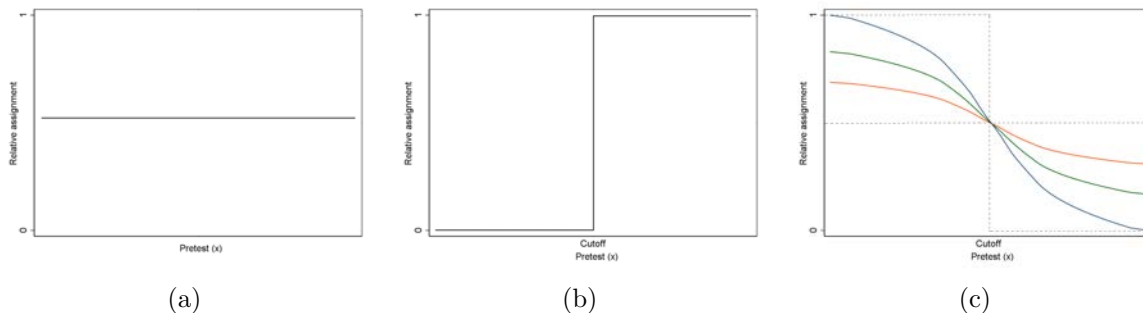 1
Relative assignment
0
Pretest (x)
(a)
1
Relative assignment
0
Cutoff
Pretest (x)
(b)
1
Relative assignment
0
Cutoff
Pretest (x)
(c)